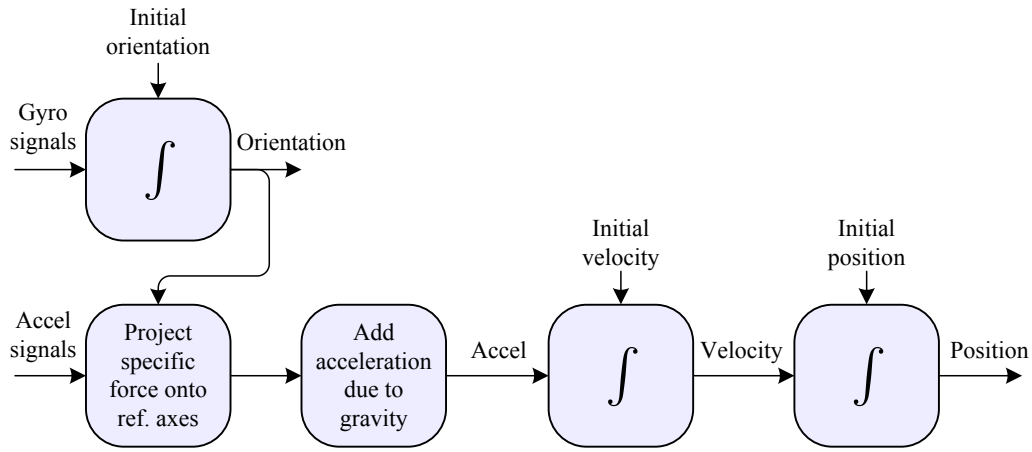 Initial
orientation
Gyro
signals
∫
Orientation
Initial
velocity
Initial
position
Accel
signals
Project
specific
force onto
ref. axes
Add
acceleration
due to
gravity
Accel
∫
Velocity
∫
Position